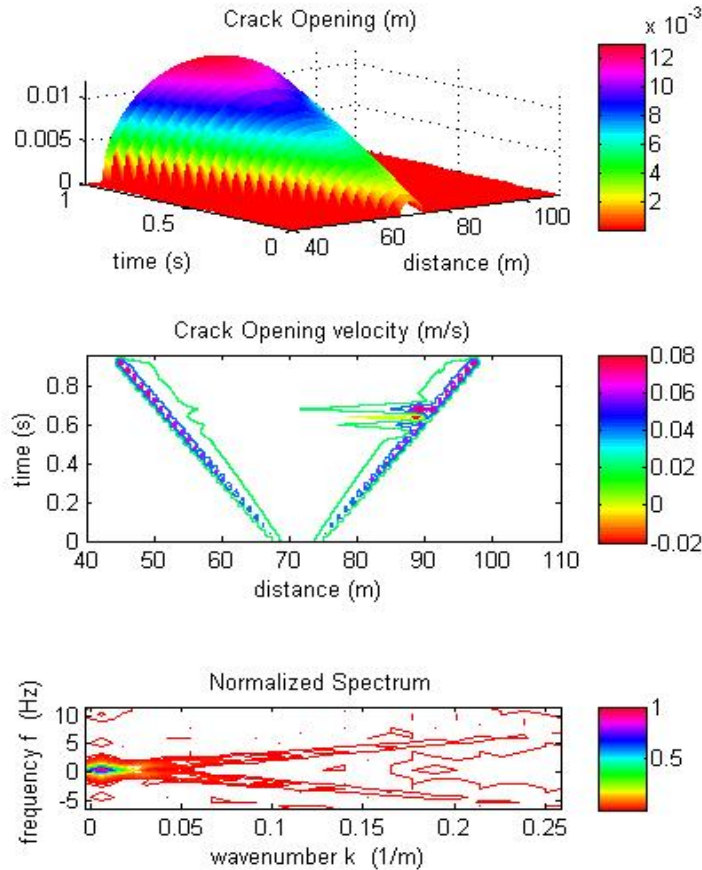 Crack Opening (m)
x 10⁻³
0.01
0.005
0
1
0.5
0
time (s)
40
60
80
100
distance (m)
12
10
8
6
4
2
Crack Opening velocity (m/s)
time (s)
0.8
0.6
0.4
0.2
0
40 50 60 70 80 90 100 110
distance (m)
0.08
0.06
0.04
0.02
0
-0.02
Normalized Spectrum
frequency f (Hz)
10
5
0
-5
0 0.05 0.1 0.15 0.2 0.25
wavenumber k (1/m)
1
0.5